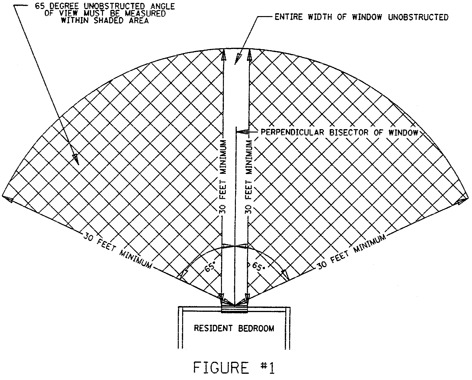 65 DEGREE UNOBSTRUCTED ANGLE
OF VIEW MUST BE MEASURED
WITHIN SHADED AREA
ENTIRE WIDTH OF WINDOW UNOBSTRUCTED
PERPENDICULAR BISECTOR OF WINDOW
30 FEET MINIMUM
30 FEET MINIMUM
30 FEET MINIMUM
30 FEET MINIMUM
65°
65°
RESIDENT BEDROOM
FIGURE #1